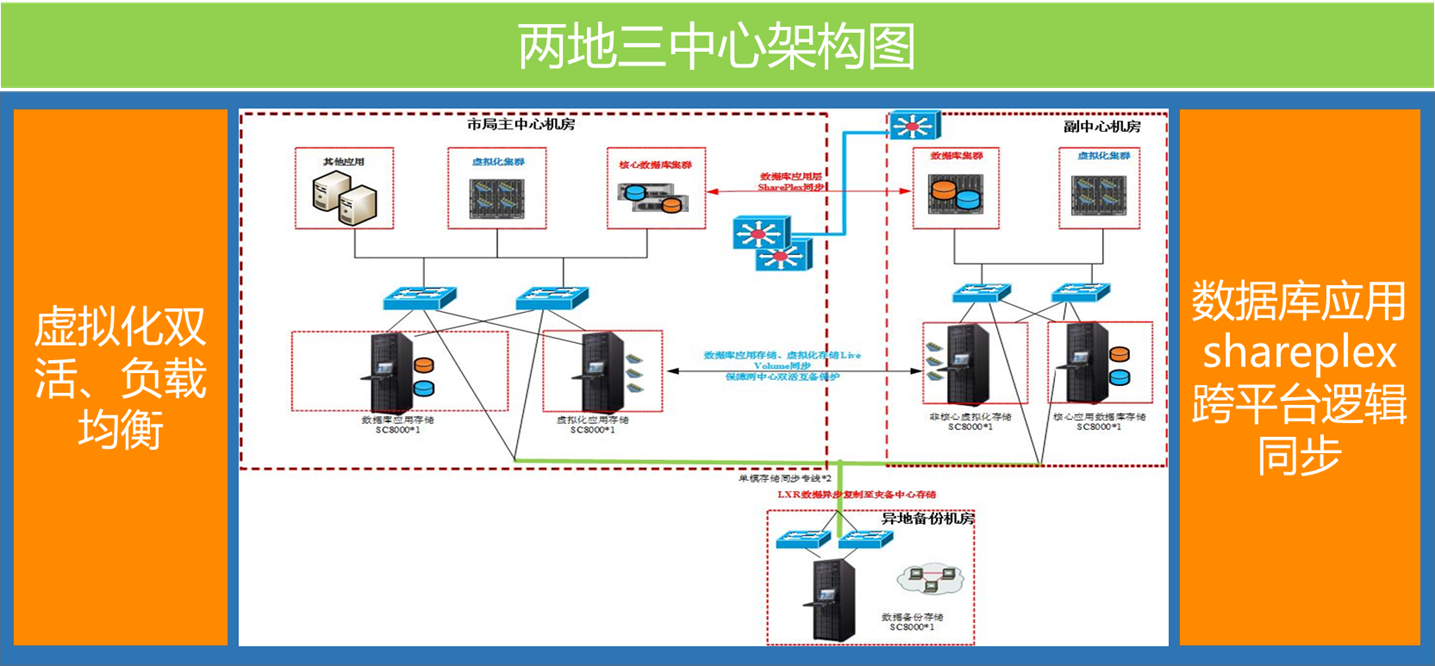 两地三中心架构图
虚拟化双
活、负载
均衡
市局主中心机房
其他应用
虚拟化集群
核心数据库集群
数据库应用层
SharePlex同步
副中心机房
数据库集群
虚拟化集群
数据库应用存储
SC8000*1
虚拟化应用存储
SC8000*1
数据库应用存储、虚拟化存储Live
Volume同步
保障两中心双活互备保护
非核心虚拟化存储
SC8000*1
核心应用数据库存储
SC8000*1
单模存储同步专线*2
LXR数据异步复制至灾备中心存储
异地备份机房
数据备份存储
SC8000*1
数据库应用
shareplex
跨平台逻辑
同步